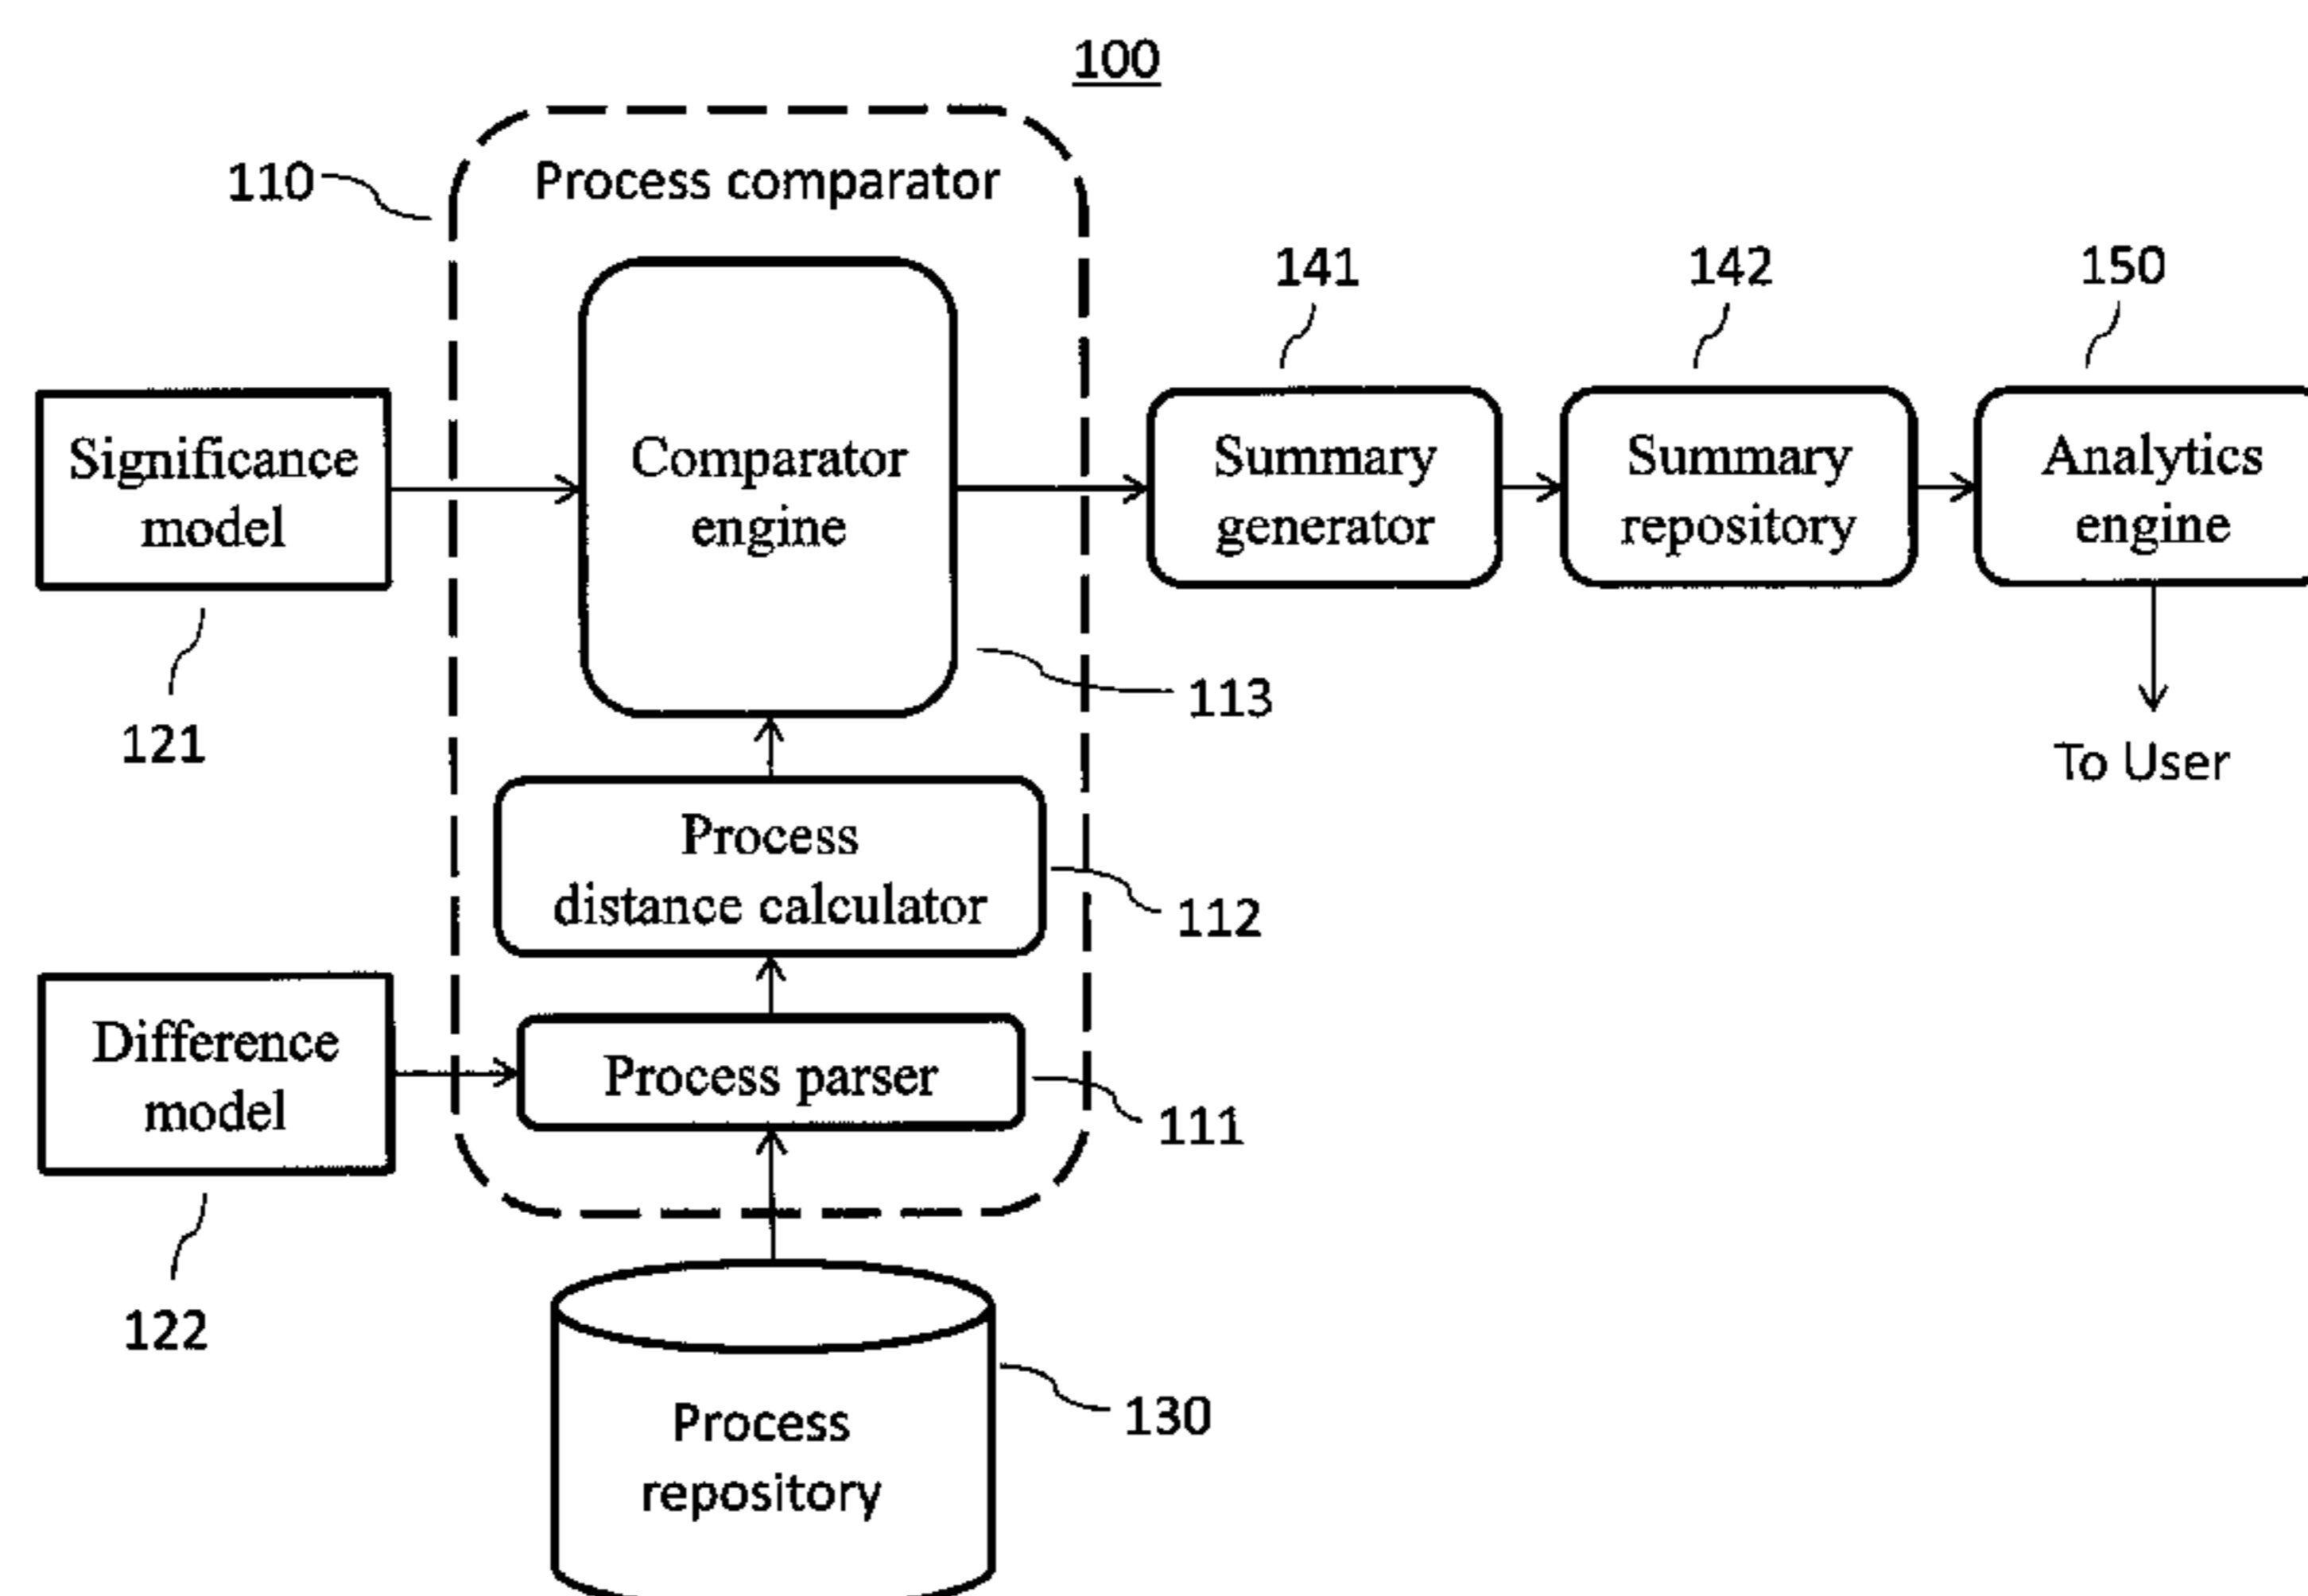 100
110
Process comparator
141
142
150
Significance
model
Comparator
engine
Summary
generator
Summary
repository
Analytics
engine
121
113
To User
Process
distance calculator
112
Difference
model
Process parser
111
122
130
Process
repository